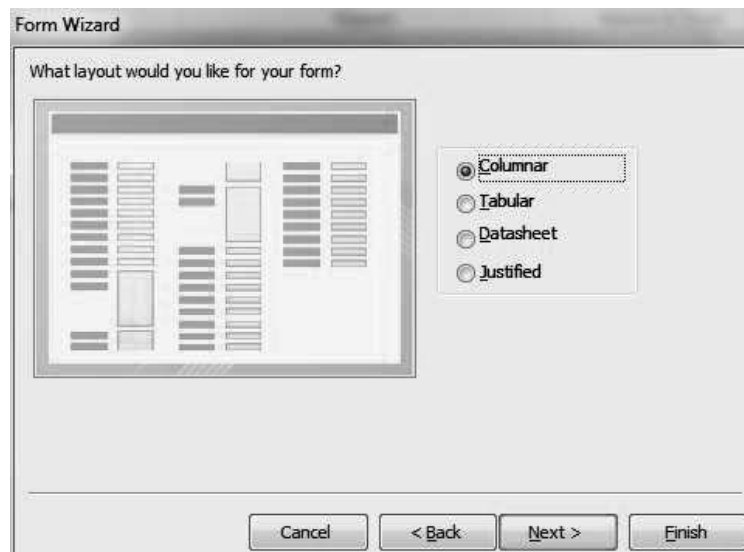 Form Wizard
What layout would you like for your form?
Columnar
Tabular
Datasheet
Justified
Cancel
< Back
Next >
Finish